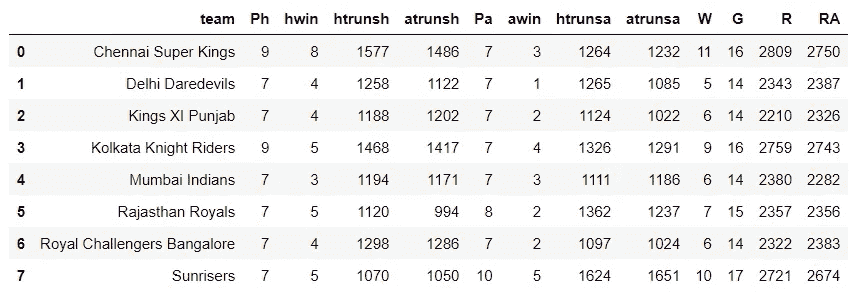 team Ph hwin htrunsh atrunsh Pa awin htrunsa atrunsa W G R RA
0 Chennai Super Kings 9 8 1577 1486 7 3 1264 1232 11 16 2809 2750
1 Delhi Daredevils 7 4 1258 1122 7 1 1265 1085 5 14 2343 2387
2 Kings XI Punjab 7 4 1188 1202 7 2 1124 1022 6 14 2210 2326
3 Kolkata Knight Riders 9 5 1468 1417 7 4 1326 1291 9 16 2759 2743
4 Mumbai Indians 7 3 1194 1171 7 3 1111 1186 6 14 2380 2282
5 Rajasthan Royals 7 5 1120 994 8 2 1362 1237 7 15 2357 2356
6 Royal Challengers Bangalore 7 4 1298 1286 7 2 1097 1024 6 14 2322 2383
7 Sunrisers 7 5 1070 1050 10 5 1624 1651 10 17 2721 2674